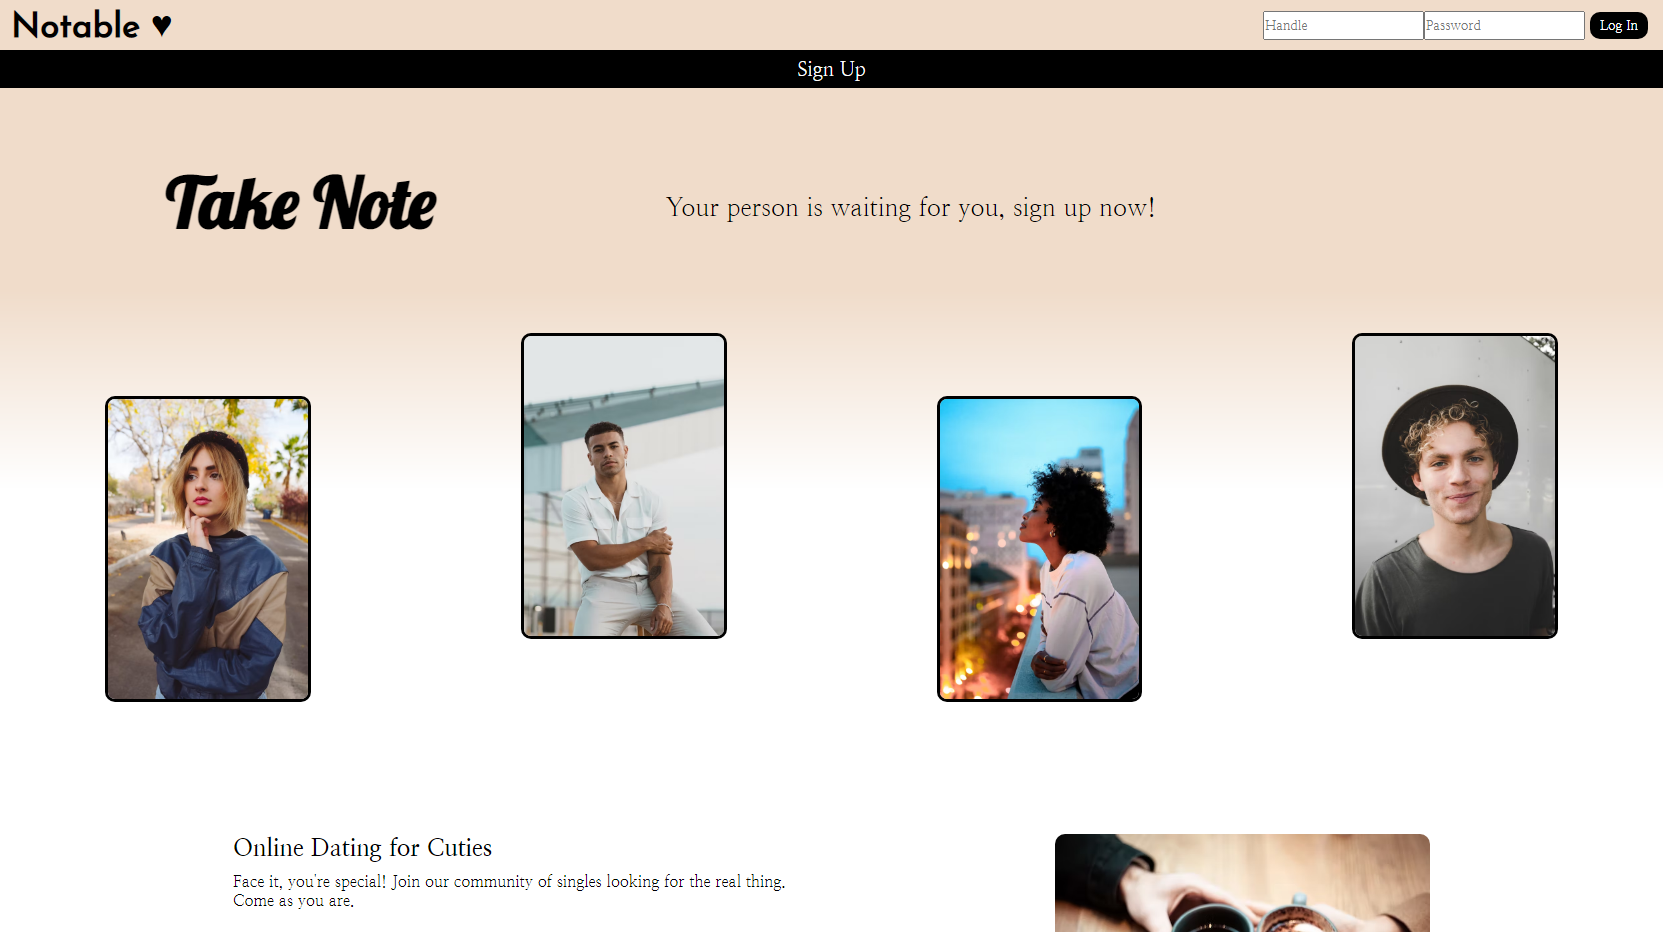 Notable ♥
Handle
Password
Log In
Sign Up
Take Note
Your person is waiting for you, sign up now!
Online Dating for Cuties
Face it, you're special! Join our community of singles looking for the real thing.
Come as you are.